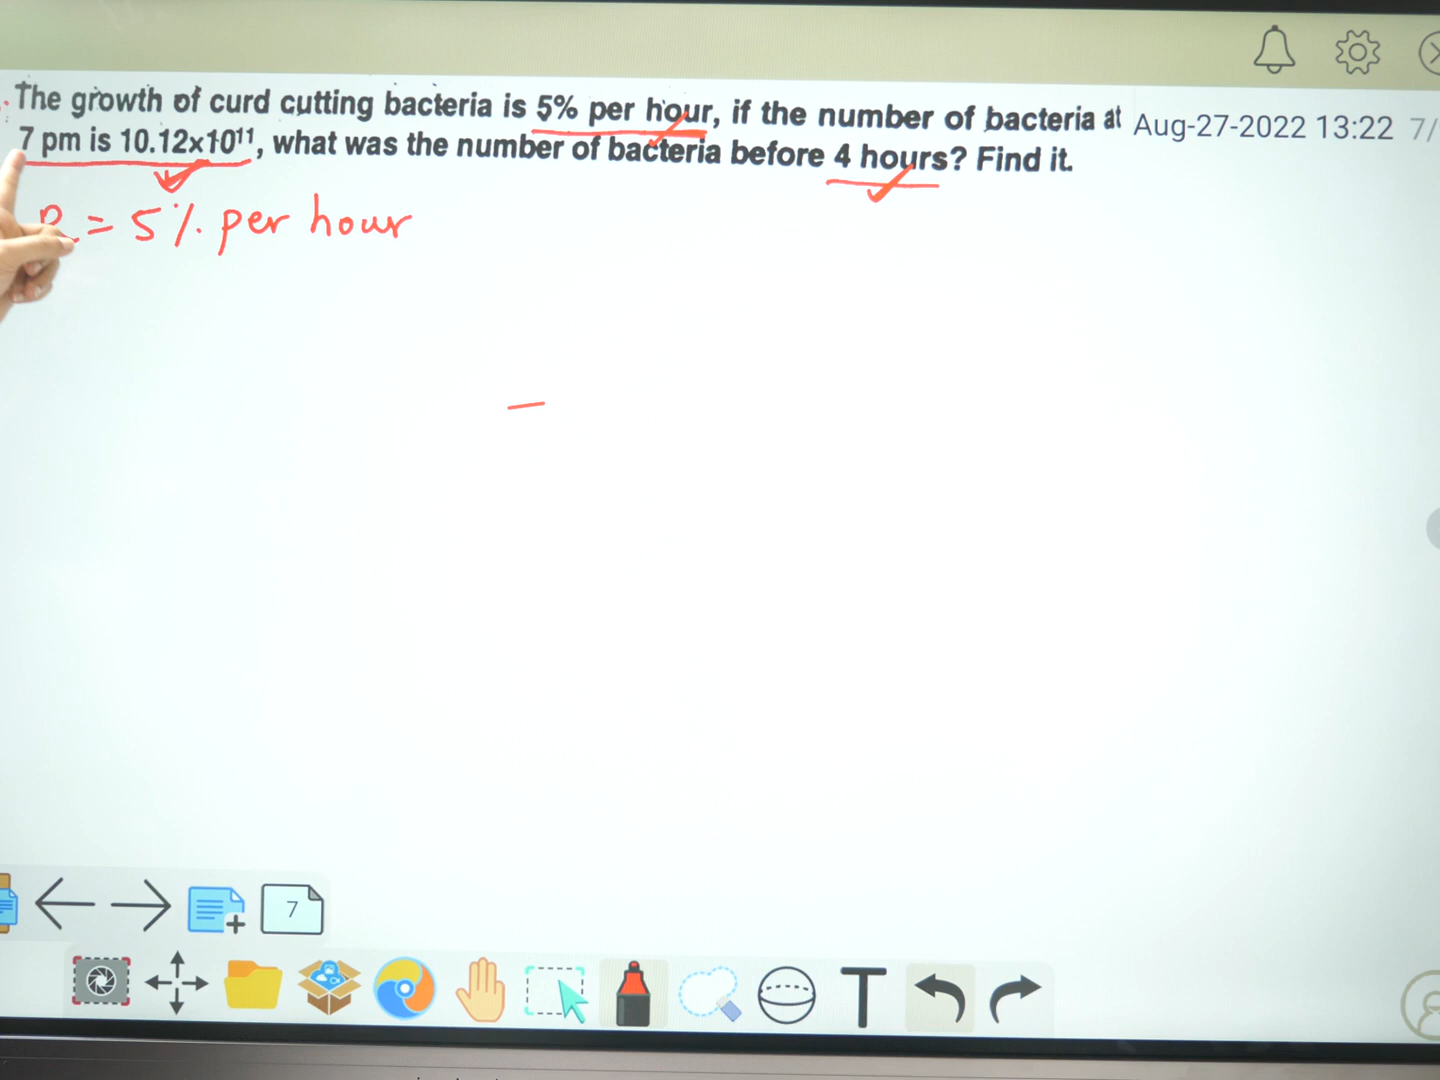 The growth of curd cutting bacteria is 5% per hour, if the number of bacteria at
7 pm is 10.12x10¹¹, what was the number of bacteria before 4 hours? Find it.
Aug-27-2022 13:22 7/
R = 5% per hour
7
T